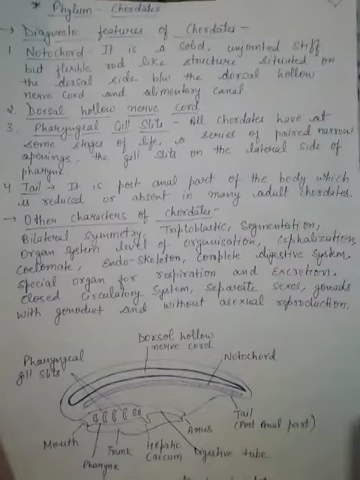 * Phylum - Chordates
→ Diagnostic features of Chordates-
1 Notochord - It is a solid, unjointed stiff
but flexible rod like structure situated on
the dorsal side b/w the dorsal hollow
nerve cord and alimentary canal
2. Dorsal hollow nerve cord
3. Pharyngeal Gill Slits - All chordates have at
some stages of life, a series of paired narrow
openings. the gill slits on the lateral side of
pharynx.
4 Tail → It is post anal part of the body which
is reduced or absent in many adult chordates.
→ Other characters of chordates-
Bilateral symmetry, Triploblastic, Segmentation,
Organ system level of organisation, Cephalization,
Coelomate, Endo-skeleton, Complete digestive system.
Special organ for respiration and Excretion.
Closed circulatory system, separate sexes, gonads
with gonoduct and without asexual reproduction.
Dorsal hollow
nerve cord
Notochord
Pharyngeal
gill slits
Tail
(Post Anal part)
Anus
Mouth
Trunk
Hepatic
Caecum
Digestive tube
Pharynx